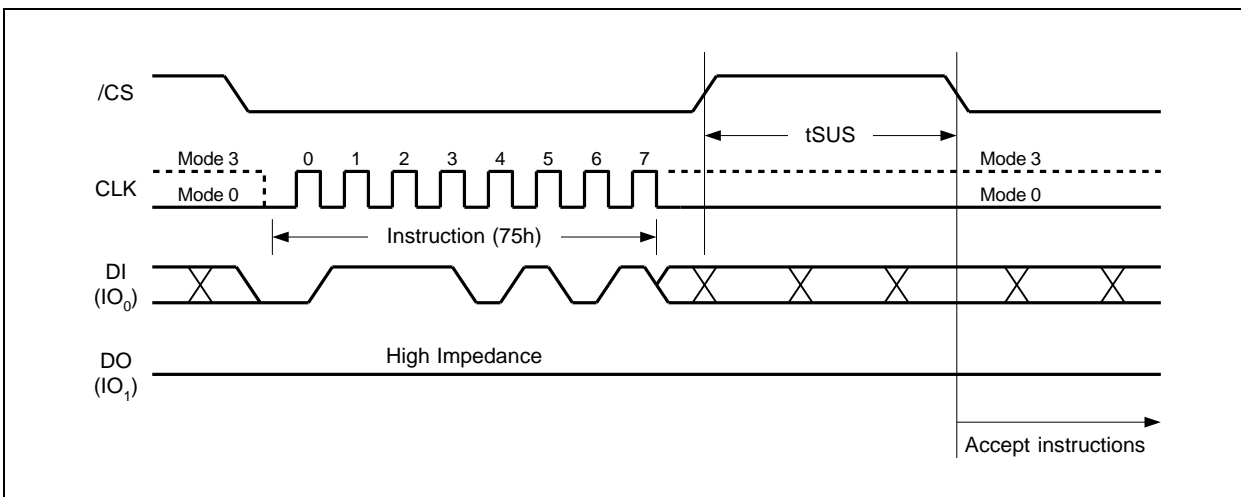 /CS
tSUS
Mode 3 0 1 2 3 4 5 6 7 Mode 3
CLK
Mode 0 Mode 0
Instruction (75h)
DI
(IO0)
High Impedance
DO
(IO1)
Accept instructions